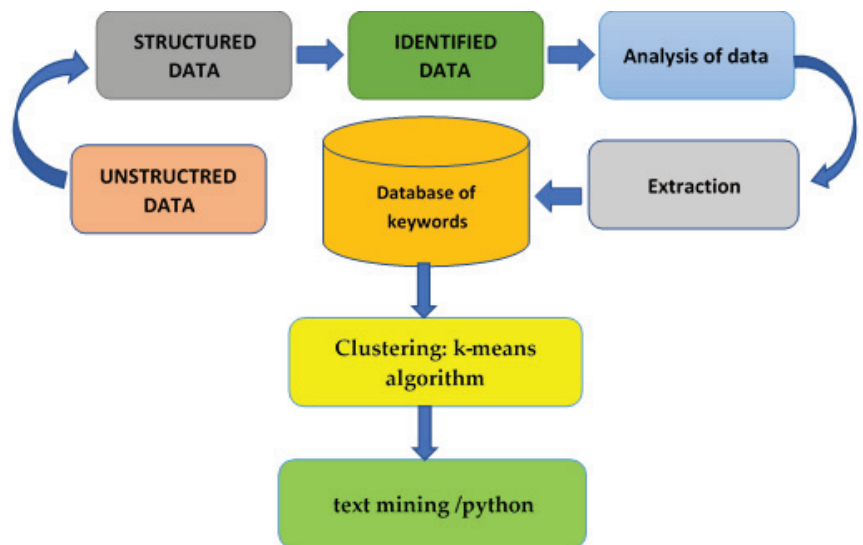 STRUCTURED
DATA
IDENTIFIED
DATA
Analysis of data
UNSTRUCTRED
DATA
Database of
keywords
Extraction
Clustering: k-means
algorithm
text mining /python